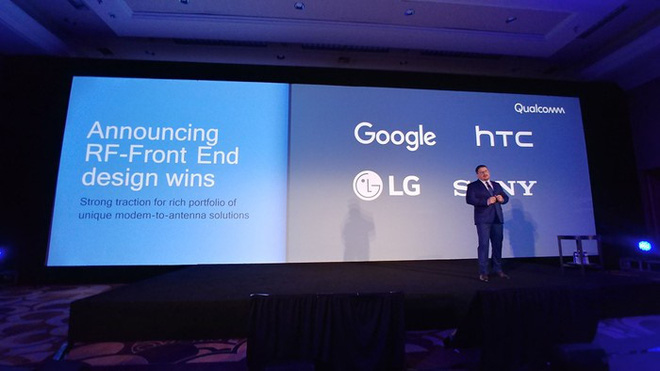 Announcing
RF-Front End
design wins
Strong traction for rich portfolio of
unique modem-to-antenna solutions
Qualcomm
Google
hTC
LG
SONY